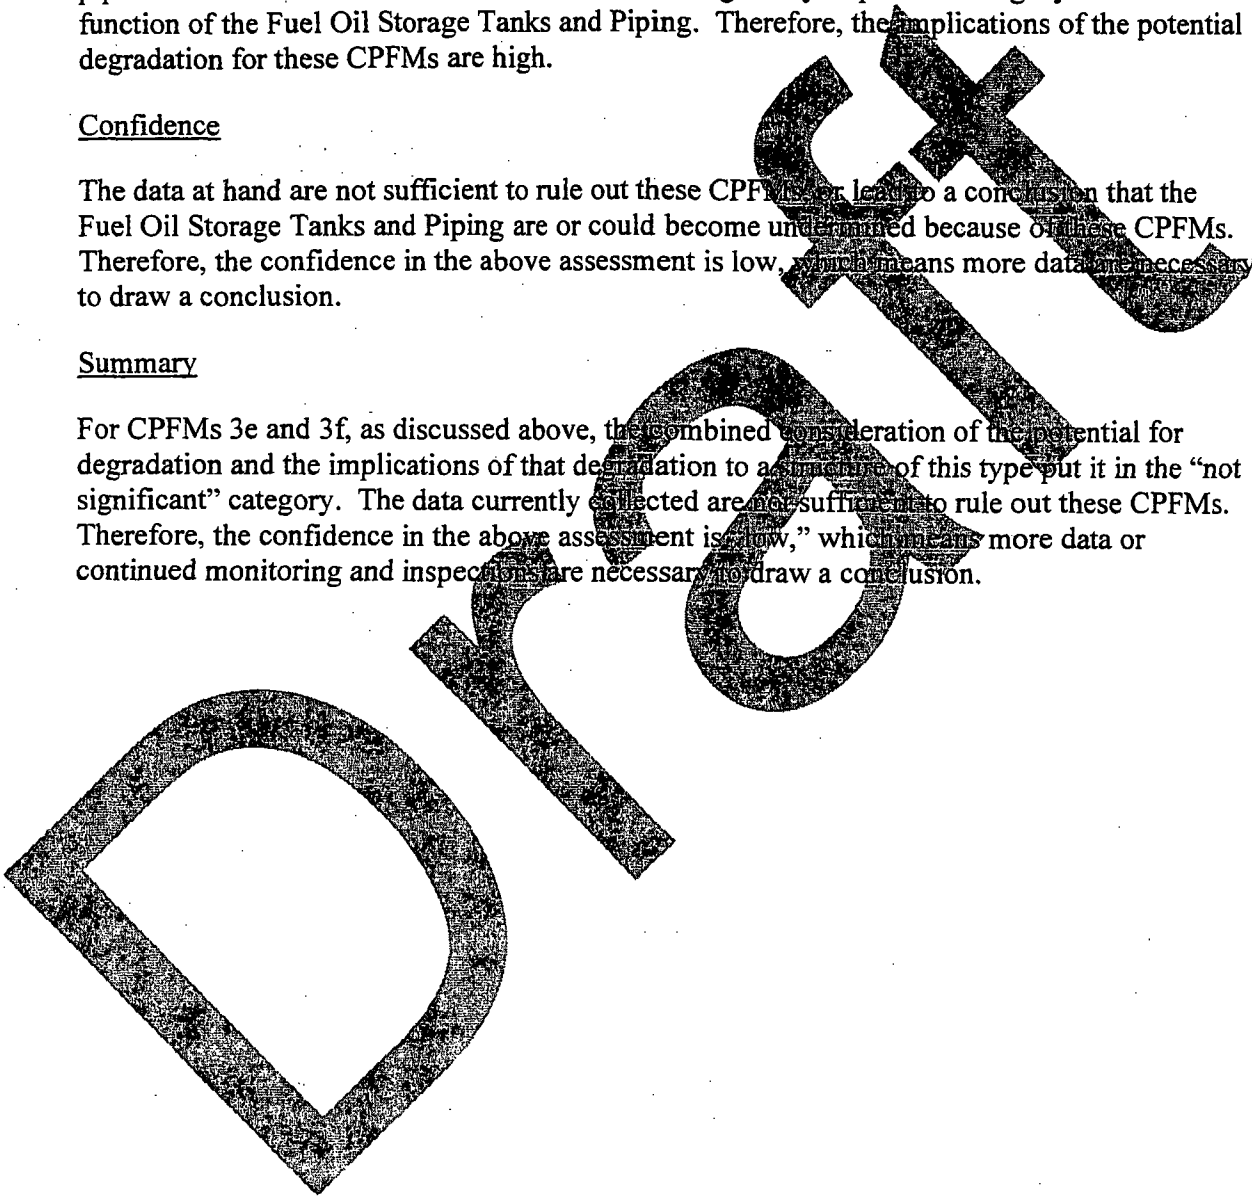 function of the Fuel Oil Storage Tanks and Piping. Therefore, the implications of the potential
degradation for these CPFMs are high.
Confidence
The data at hand are not sufficient to rule out these CPFMs or lead to a conclusion that the
Fuel Oil Storage Tanks and Piping are or could become undermined because of these CPFMs.
Therefore, the confidence in the above assessment is low, which means more data are necessary
to draw a conclusion.
Summary
For CPFMs 3e and 3f, as discussed above, the combined consideration of the potential for
degradation and the implications of that degradation to a structure of this type put it in the “not
significant” category. The data currently collected are not sufficient to rule out these CPFMs.
Therefore, the confidence in the above assessment is “low,” which means more data or
continued monitoring and inspections are necessary to draw a conclusion.
Draft